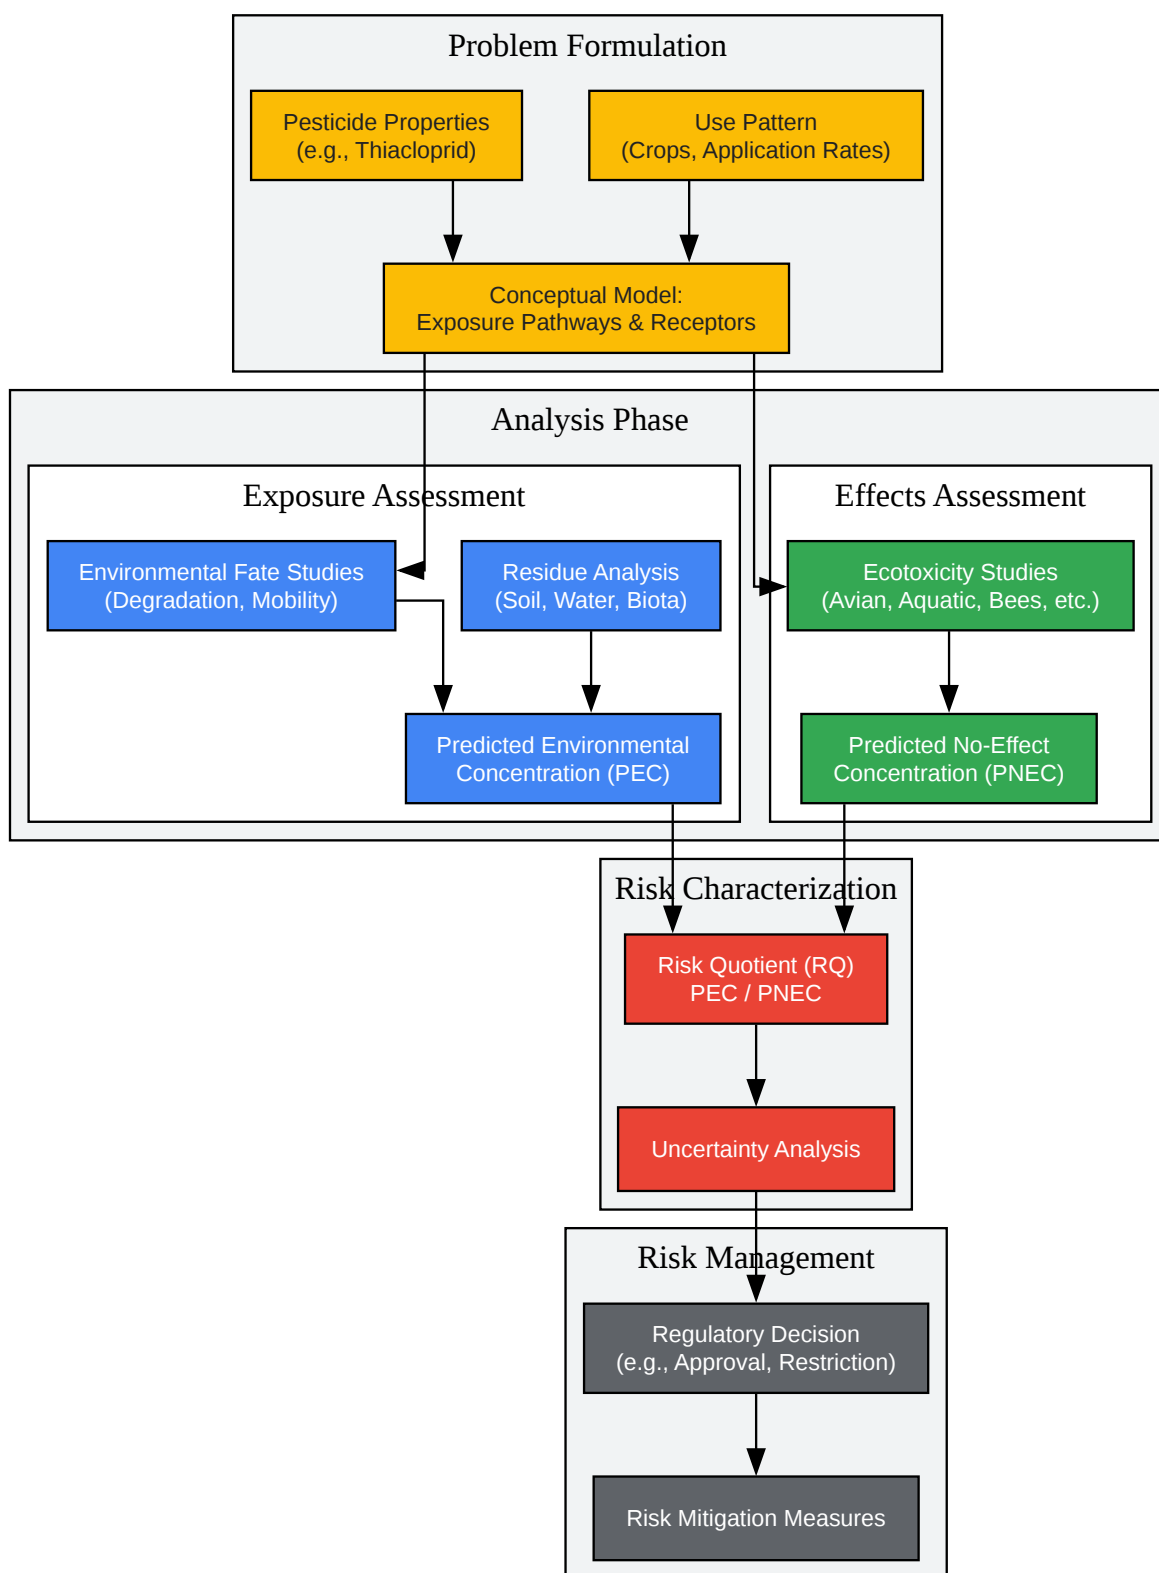 Problem Formulation
Pesticide Properties
(e.g., Thiacloprid)
Use Pattern
(Crops, Application Rates)
Conceptual Model:
Exposure Pathways & Receptors
Analysis Phase
Exposure Assessment
Environmental Fate Studies
(Degradation, Mobility)
Residue Analysis
(Soil, Water, Biota)
Predicted Environmental
Concentration (PEC)
Effects Assessment
Ecotoxicity Studies
(Avian, Aquatic, Bees, etc.)
Predicted No-Effect
Concentration (PNEC)
Risk Characterization
Risk Quotient (RQ)
PEC / PNEC
Uncertainty Analysis
Risk Management
Regulatory Decision
(e.g., Approval, Restriction)
Risk Mitigation Measures